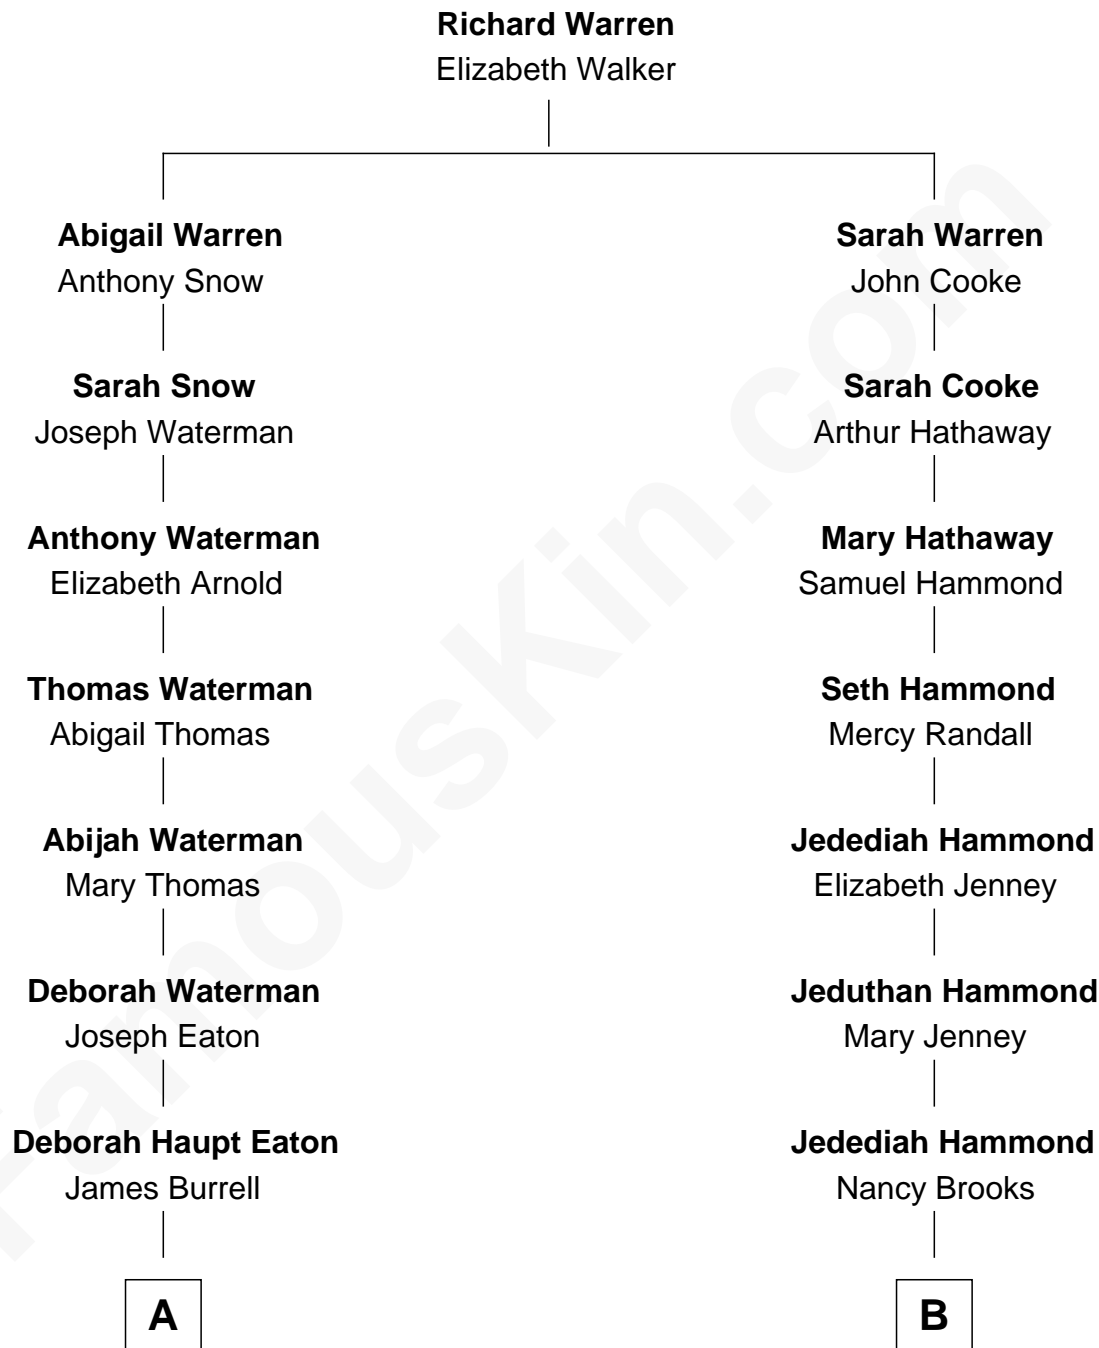 Richard Warren
Elizabeth Walker
Abigail Warren
Anthony Snow
Sarah Warren
John Cooke
Sarah Snow
Joseph Waterman
Sarah Cooke
Arthur Hathaway
Anthony Waterman
Elizabeth Arnold
Mary Hathaway
Samuel Hammond
Thomas Waterman
Abigail Thomas
Seth Hammond
Mercy Randall
Abijah Waterman
Mary Thomas
Jedediah Hammond
Elizabeth Jenney
Deborah Waterman
Joseph Eaton
Jeduthan Hammond
Mary Jenney
Deborah Haupt Eaton
James Burrell
Jedediah Hammond
Nancy Brooks
A
B
FamousKin.com